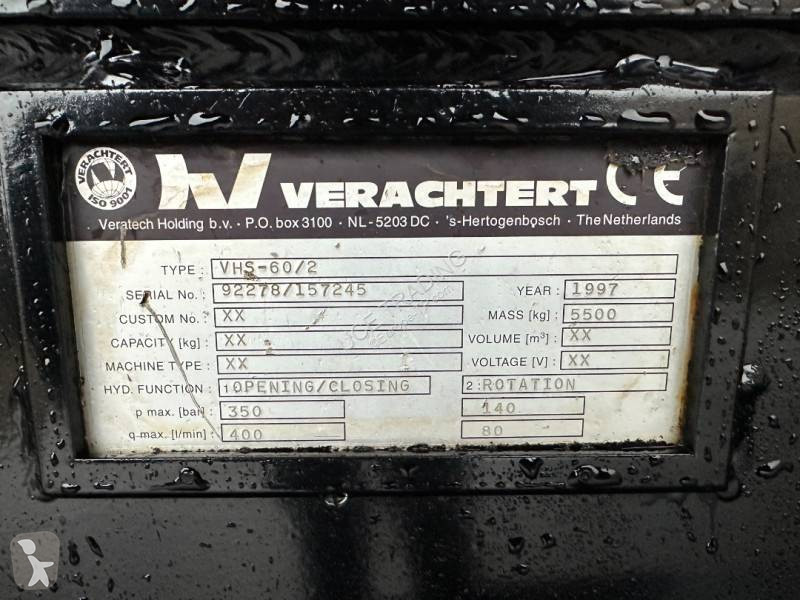 VERACHTERT
ISO 9001
VERACHTERT CE
Veratech Holding b.v. · P.O. box 3100 · NL-5203 DC · 's-Hertogenbosch · The Netherlands
TYPE : VHS-60/2
SERIAL No. : 92278/157245 YEAR : 1997
CUSTOM No. : XX MASS [kg] : 5500
CAPACITY [kg] : XX VOLUME [m³] : XX
MACHINE TYPE : XX VOLTAGE [V] : XX
HYD. FUNCTION : 1:OPENING/CLOSING 2:ROTATION
p max. [bar] : 350 140
q max. [l/min] : 400 80